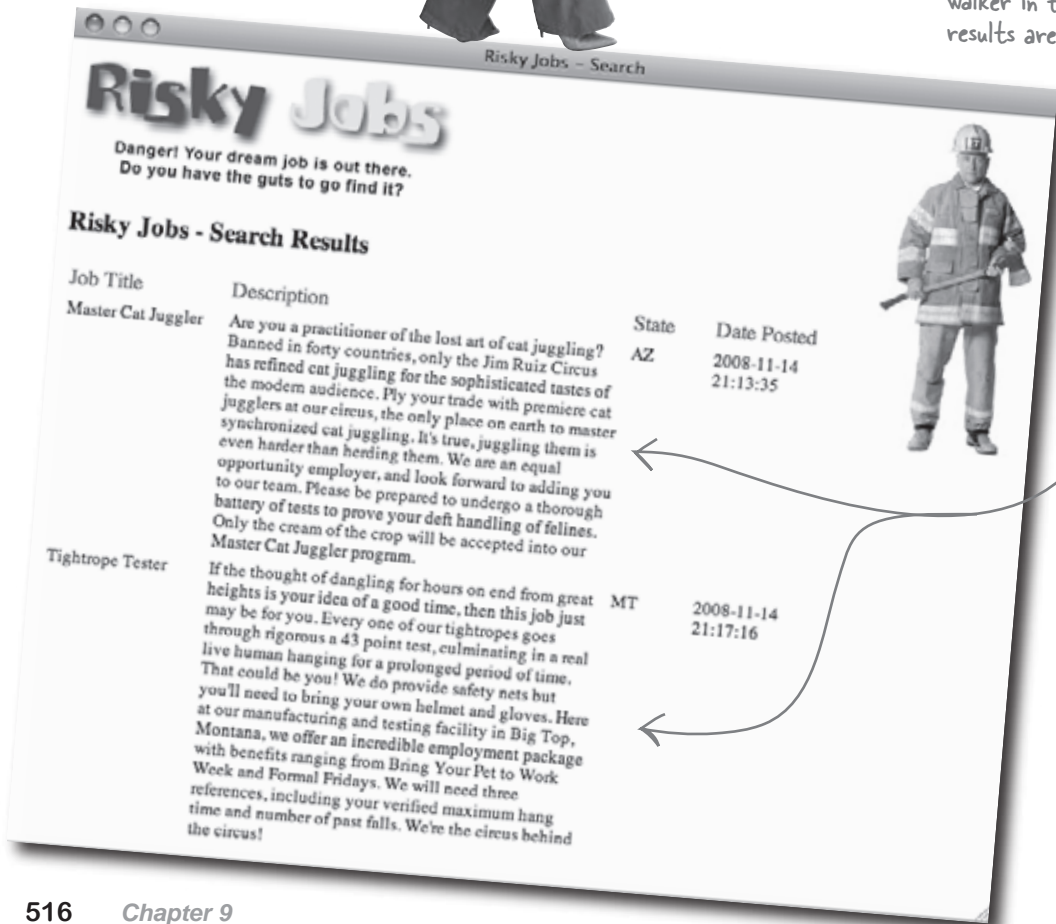 walker in t
results are
Risky Jobs - Search
Risky Jobs
Danger! Your dream job is out there.
Do you have the guts to go find it?
Risky Jobs - Search Results
Job Title Description State Date Posted
Master Cat Juggler Are you a practitioner of the lost art of cat juggling? AZ 2008-11-14
Banned in forty countries, only the Jim Ruiz Circus 21:13:35
has refined cat juggling for the sophisticated tastes of
the modern audience. Ply your trade with premiere cat
jugglers at our circus, the only place on earth to master
synchronized cat juggling. It's true, juggling them is
even harder than herding them. We are an equal
opportunity employer, and look forward to adding you
to our team. Please be prepared to undergo a thorough
battery of tests to prove your deft handling of felines.
Only the cream of the crop will be accepted into our
Master Cat Juggler program.
Tightrope Tester If the thought of dangling for hours on end from great MT 2008-11-14
heights is your idea of a good time, then this job just 21:17:16
may be for you. Every one of our tightropes goes
through rigorous a 43 point test, culminating in a real
live human hanging for a prolonged period of time.
That could be you! We do provide safety nets but
you'll need to bring your own helmet and gloves. Here
at our manufacturing and testing facility in Big Top,
Montana, we offer an incredible employment package
with benefits ranging from Bring Your Pet to Work
Week and Formal Fridays. We will need three
references, including your verified maximum hang
time and number of past falls. We're the circus behind
the circus!
516 Chapter 9